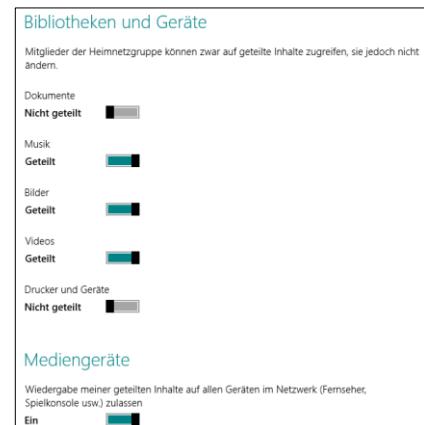 Bibliotheken und Geräte
Mitglieder der Heimnetzgruppe können zwar auf geteilte Inhalte zugreifen, sie jedoch nicht
ändern.
Dokumente
Nicht geteilt
Musik
Geteilt
Bilder
Geteilt
Videos
Geteilt
Drucker und Geräte
Nicht geteilt
Mediengeräte
Wiedergabe meiner geteilten Inhalte auf allen Geräten im Netzwerk (Fernseher,
Spielkonsole usw.) zulassen
Ein